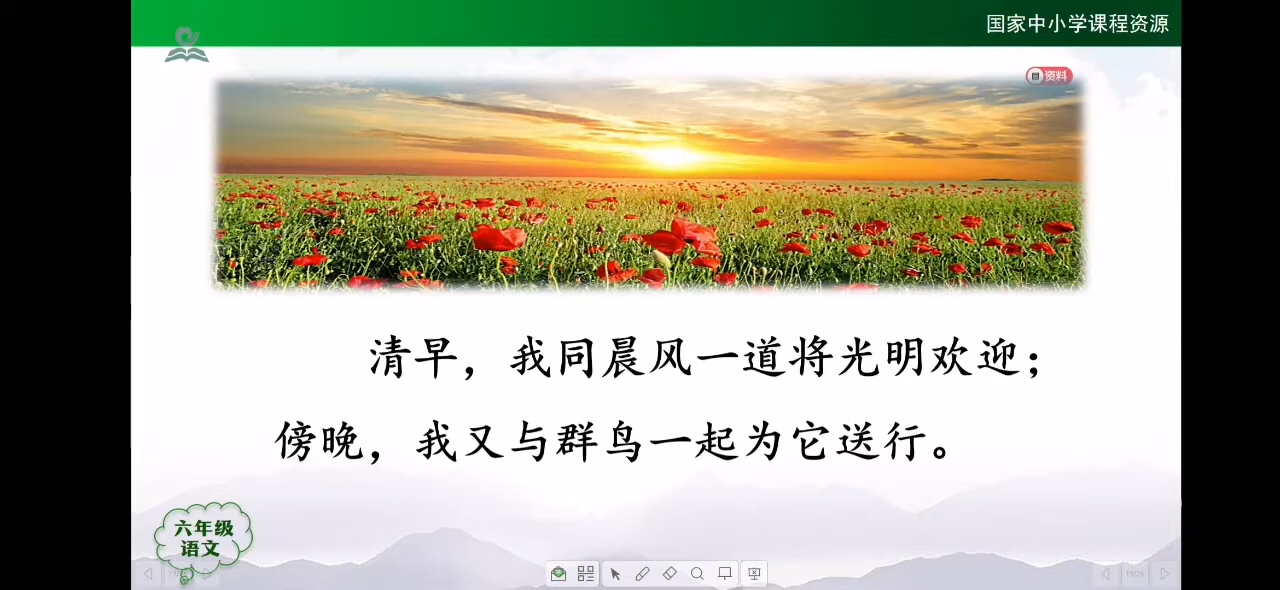 国家中小学课程资源
资料
清早，我同晨风一道将光明欢迎；
傍晚，我又与群鸟一起为它送行。
六年级
语文